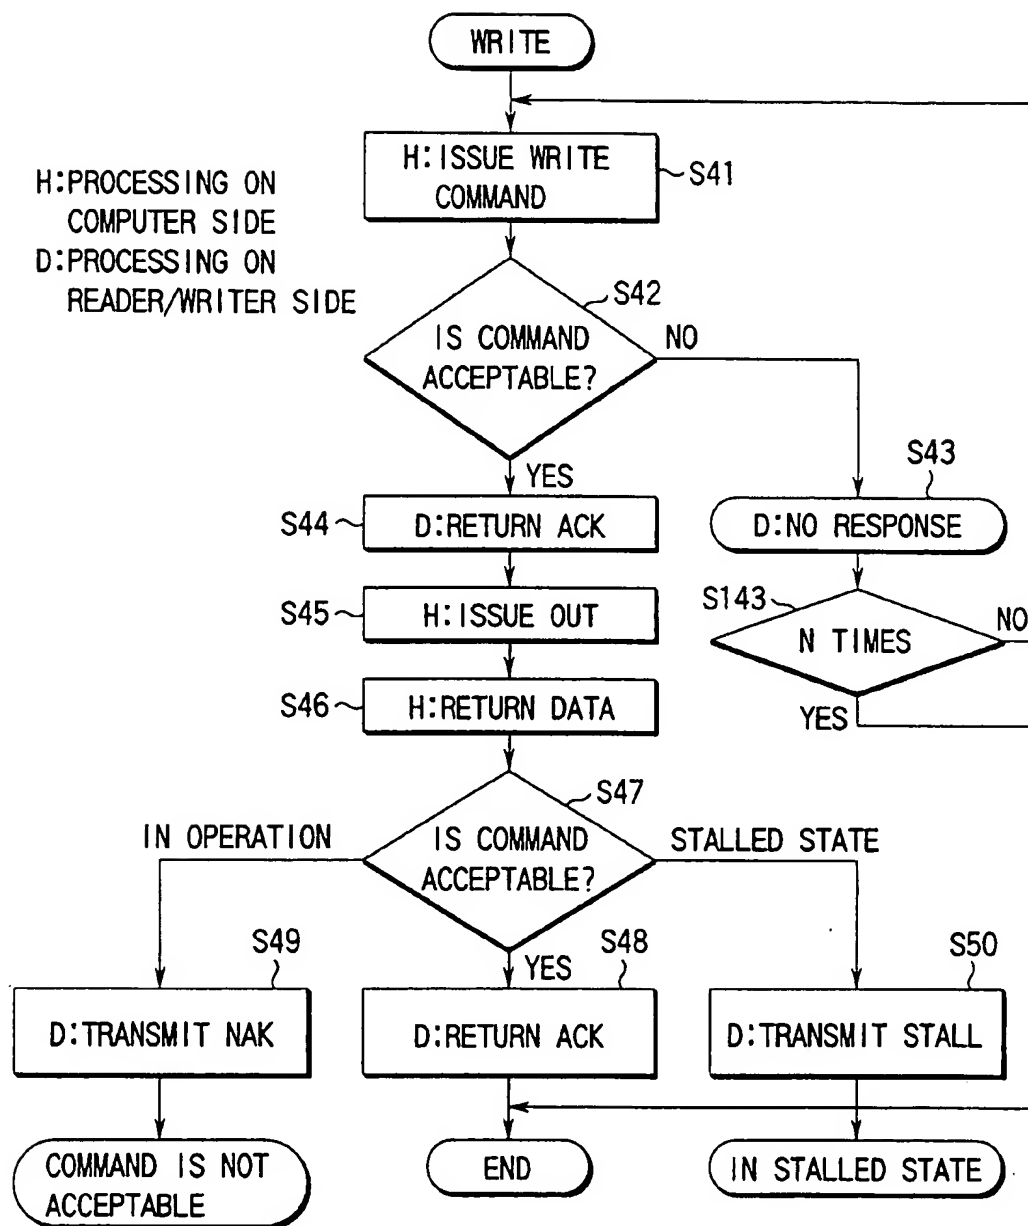 WRITE
H:ISSUE WRITE
COMMAND
S41
H:PROCESSING ON
COMPUTER SIDE
D:PROCESSING ON
READER/WRITER SIDE
S42
IS COMMAND
ACCEPTABLE?
NO
YES
S43
S44
D:RETURN ACK
D:NO RESPONSE
S45
H:ISSUE OUT
S143
N TIMES
NO
YES
S46
H:RETURN DATA
S47
IN OPERATION
IS COMMAND
ACCEPTABLE?
STALLED STATE
YES
S49
S48
S50
D:TRANSMIT NAK
D:RETURN ACK
D:TRANSMIT STALL
COMMAND IS NOT
ACCEPTABLE
END
IN STALLED STATE